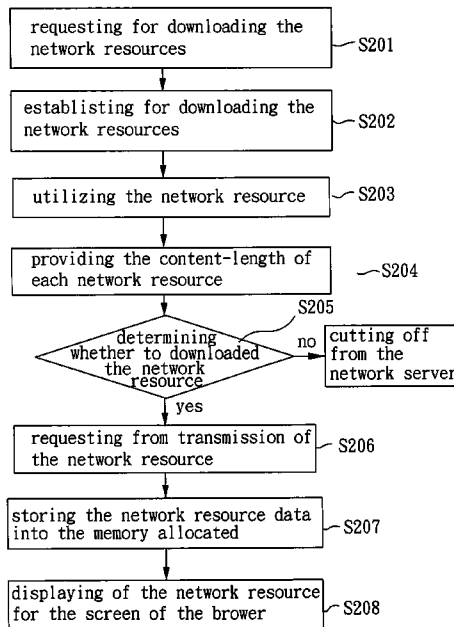 requesting for downloading the
network resources
S201
establisting for downloading the
network resources
S202
utilizing the network resource
S203
providing the content-length of
each network resource
S204
S205
determining
whether to downloaded
the network
resource
no
cutting off
from the
network server
yes
requesting from transmission of
the network resource
S206
storing the network resource data
into the memory allocated
S207
displaying of the network resource
for the screen of the brower
S208